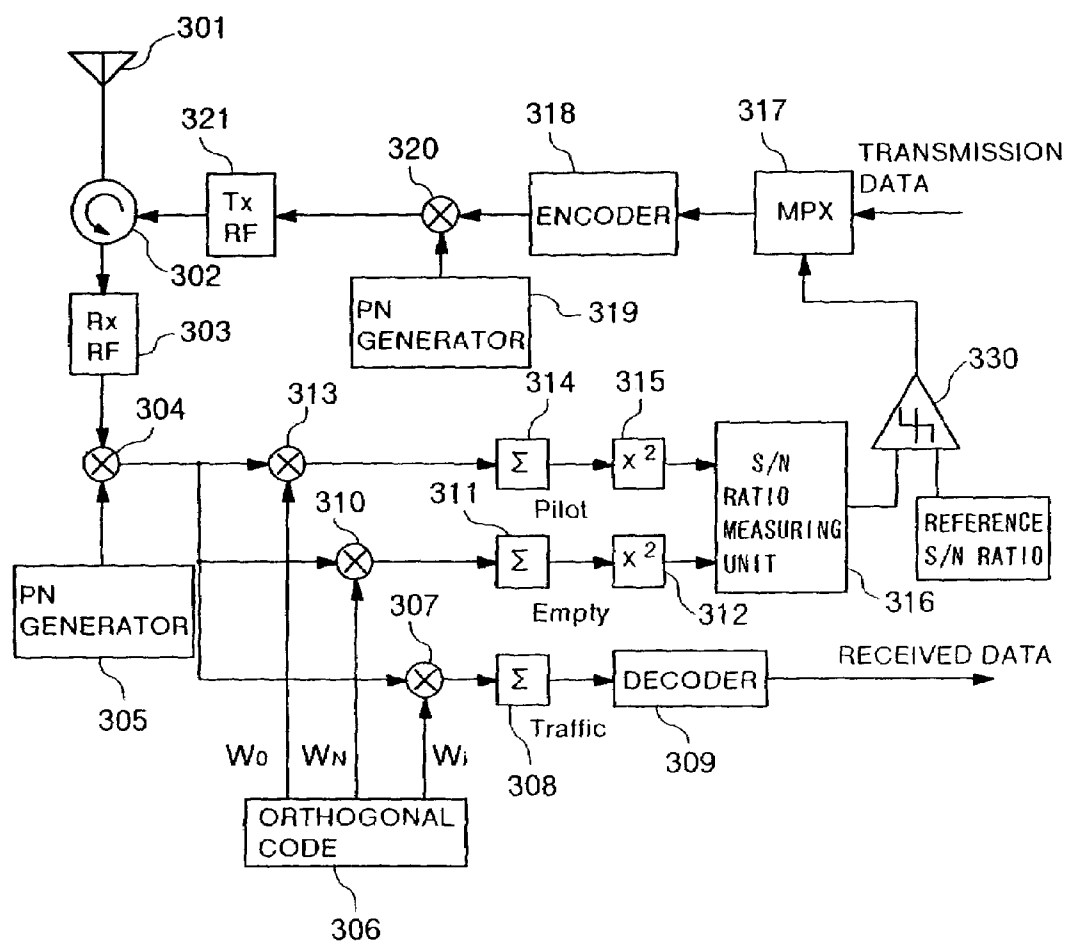 301
321
Tx
RF
320
318
ENCODER
317
MPX
TRANSMISSION
DATA
302
Rx
RF
303
PN
GENERATOR
319
330
304
313
314
Σ
Pilot
315
X²
S/N
RATIO
MEASURING
UNIT
316
REFERENCE
S/N RATIO
310
311
Σ
Empty
X²
312
PN
GENERATOR
305
307
Σ
Traffic
308
DECODER
309
RECEIVED DATA
W0
WN
Wi
ORTHOGONAL
CODE
306